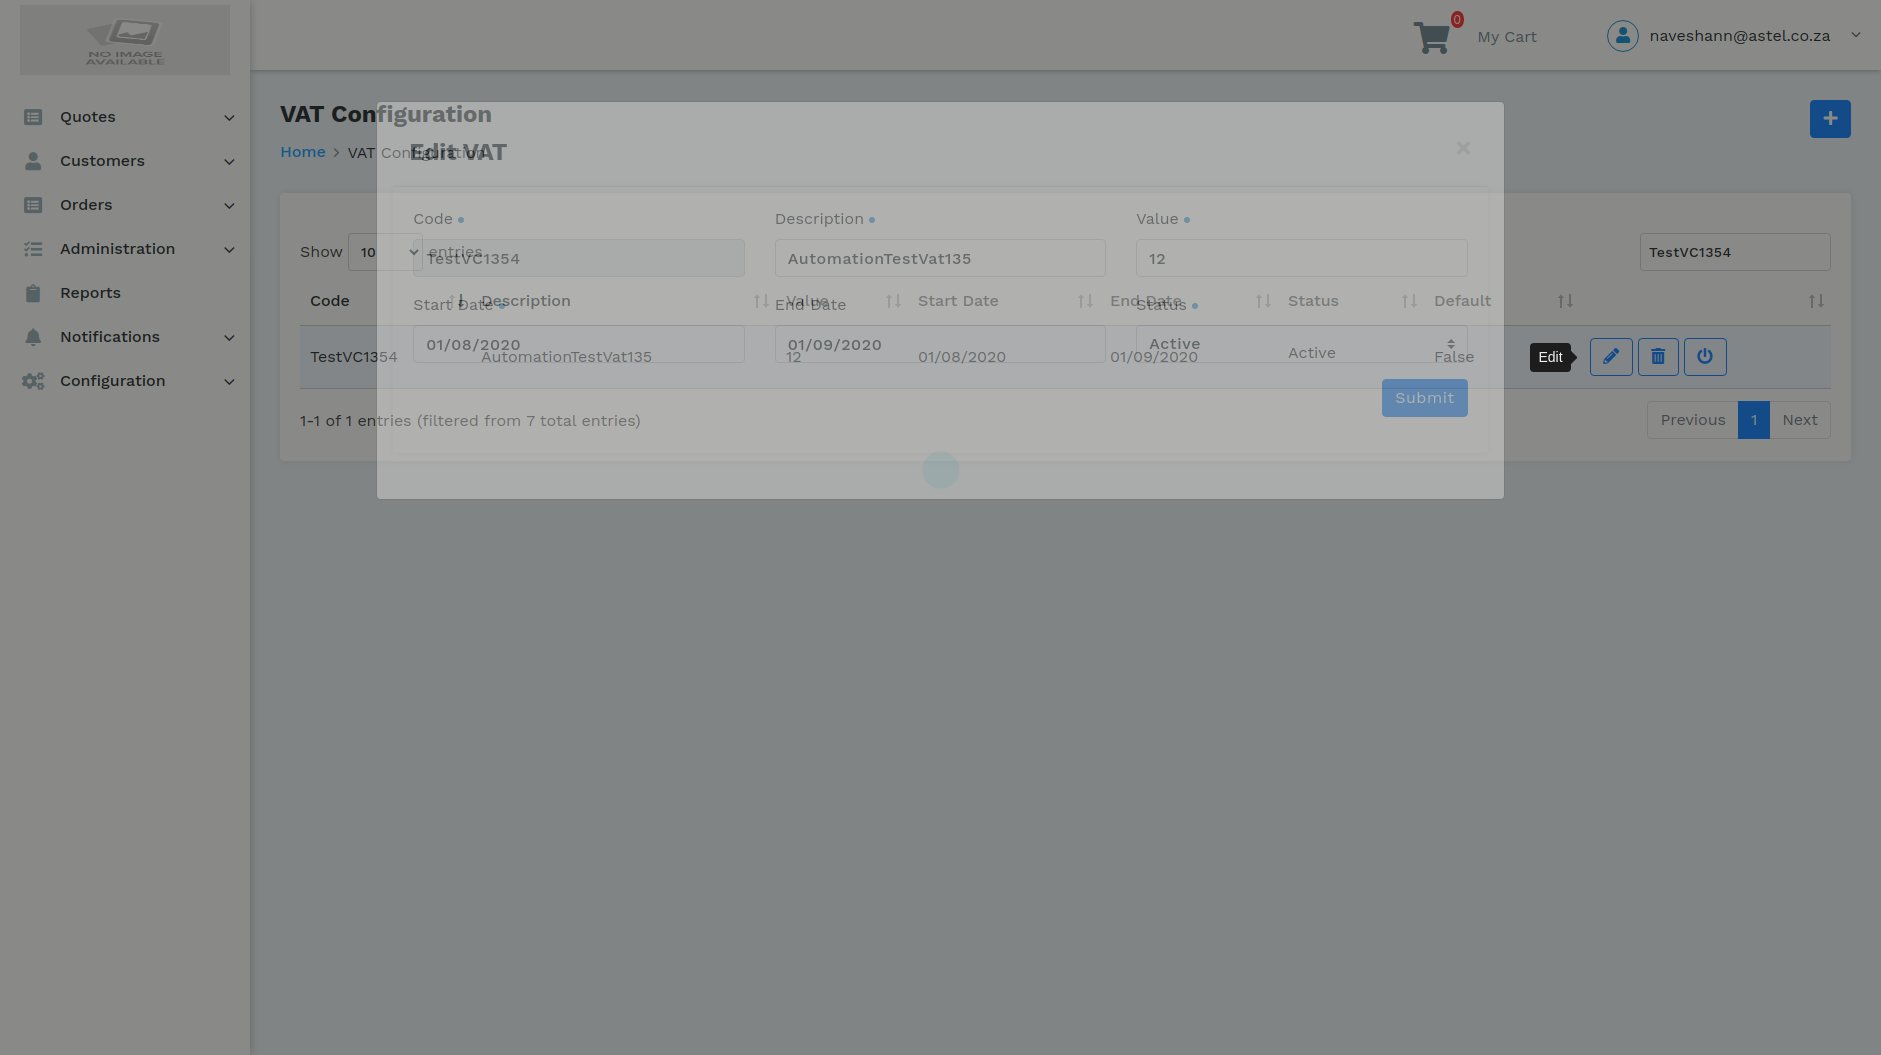 NO IMAGE
AVAILABLE
0
My Cart
naveshann@astel.co.za
Quotes
Customers
Orders
Administration
Reports
Notifications
Configuration
VAT Configuration
Home > VAT Configuration
Edit VAT
×
+
Code
Description
Value
TestVC1354
AutomationTestVat135
12
Start Date
End Date
Status
01/08/2020
01/09/2020
Active
Submit
Show 10 entries
TestVC1354
Code Description Value Start Date End Date Status Default
TestVC1354 AutomationTestVat135 12 01/08/2020 01/09/2020 Active False
Edit
1-1 of 1 entries (filtered from 7 total entries)
Previous 1 Next